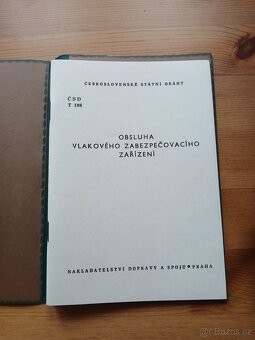 ČESKOSLOVENSKÉ STÁTNÍ DRÁHY
ČSD
T 108
OBSLUHA
VLAKOVÉHO ZABEZPEČOVACÍHO
ZAŘÍZENÍ
NAKLADATELSTVÍ DOPRAVY A SPOJŮ • PRAHA
Bazos.cz